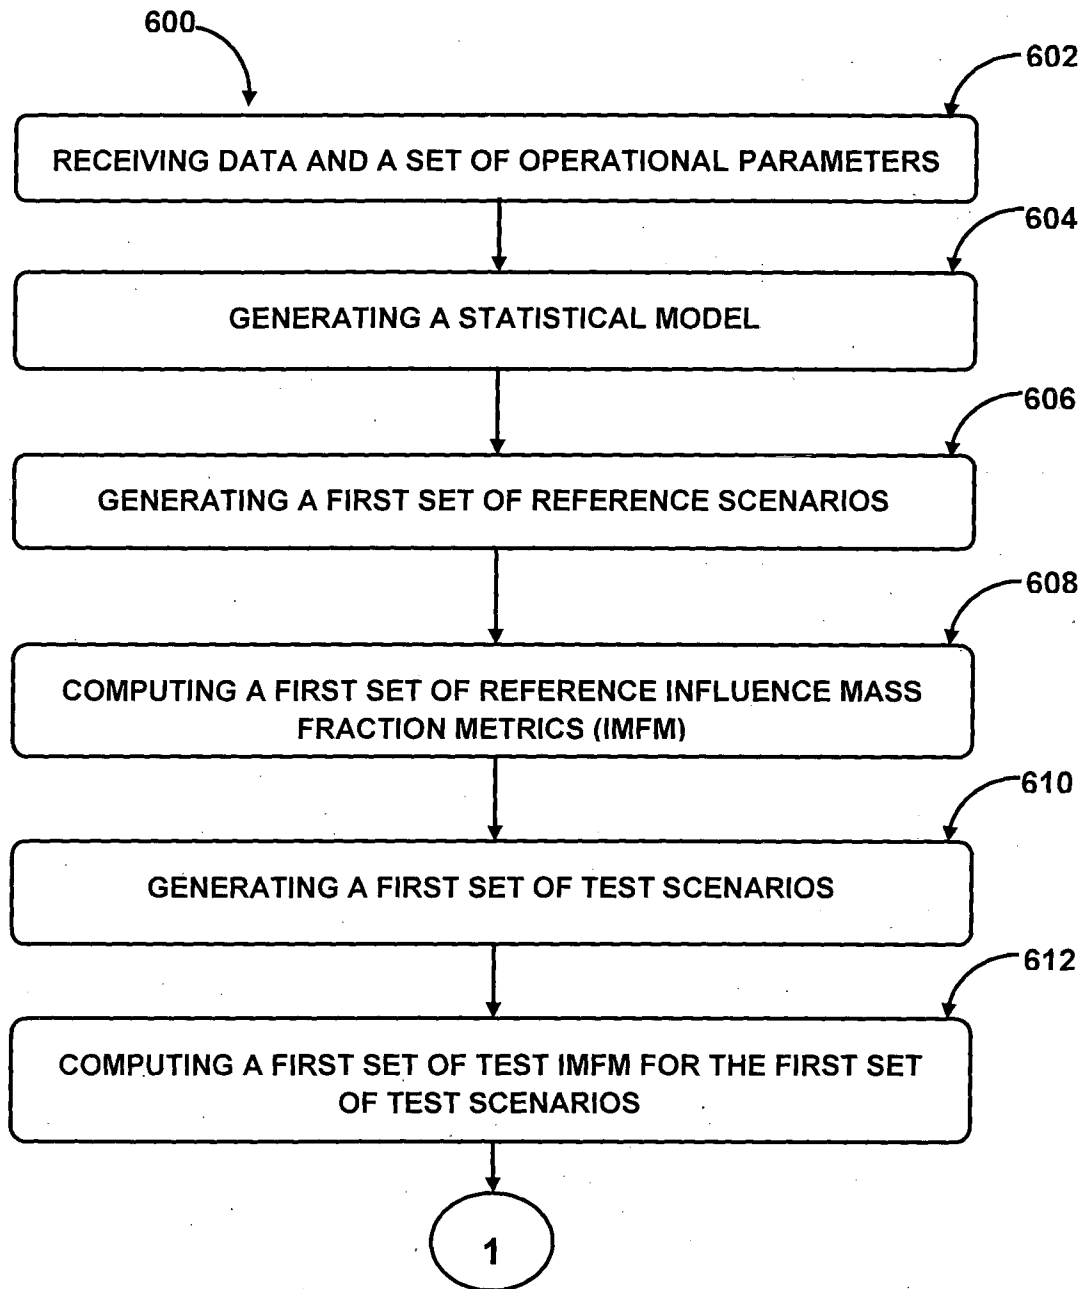 600
602
RECEIVING DATA AND A SET OF OPERATIONAL PARAMETERS
604
GENERATING A STATISTICAL MODEL
606
GENERATING A FIRST SET OF REFERENCE SCENARIOS
608
COMPUTING A FIRST SET OF REFERENCE INFLUENCE MASS
FRACTION METRICS (IMFM)
610
GENERATING A FIRST SET OF TEST SCENARIOS
612
COMPUTING A FIRST SET OF TEST IMFM FOR THE FIRST SET
OF TEST SCENARIOS
1